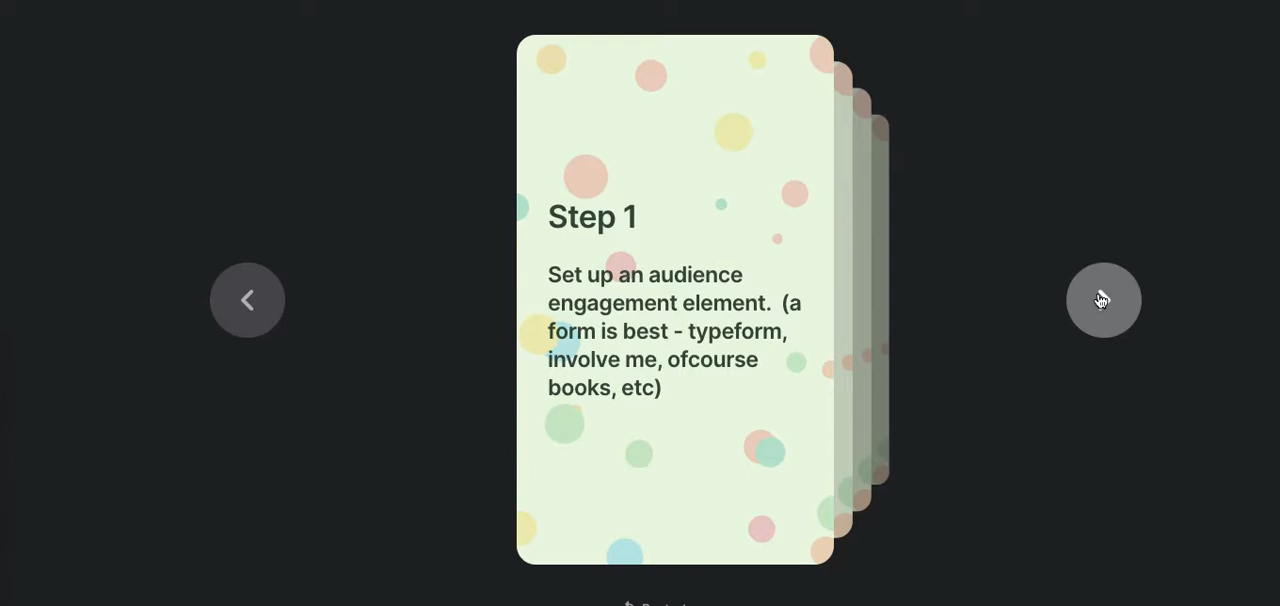 Step 1
Set up an audience
engagement element.  (a
form is best - typeform,
involve me, ofcourse
books, etc)